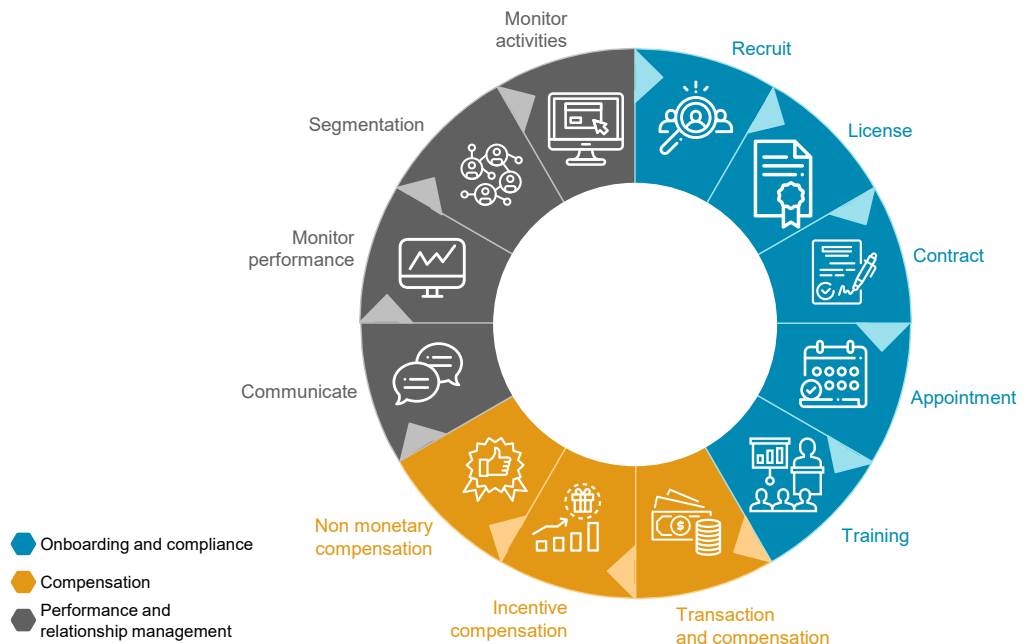 Monitor
activities
Recruit
License
Contract
Appointment
Training
Transaction
and compensation
Incentive
compensation
Non monetary
compensation
Communicate
Monitor
performance
Segmentation
Onboarding and compliance
Compensation
Performance and
relationship management